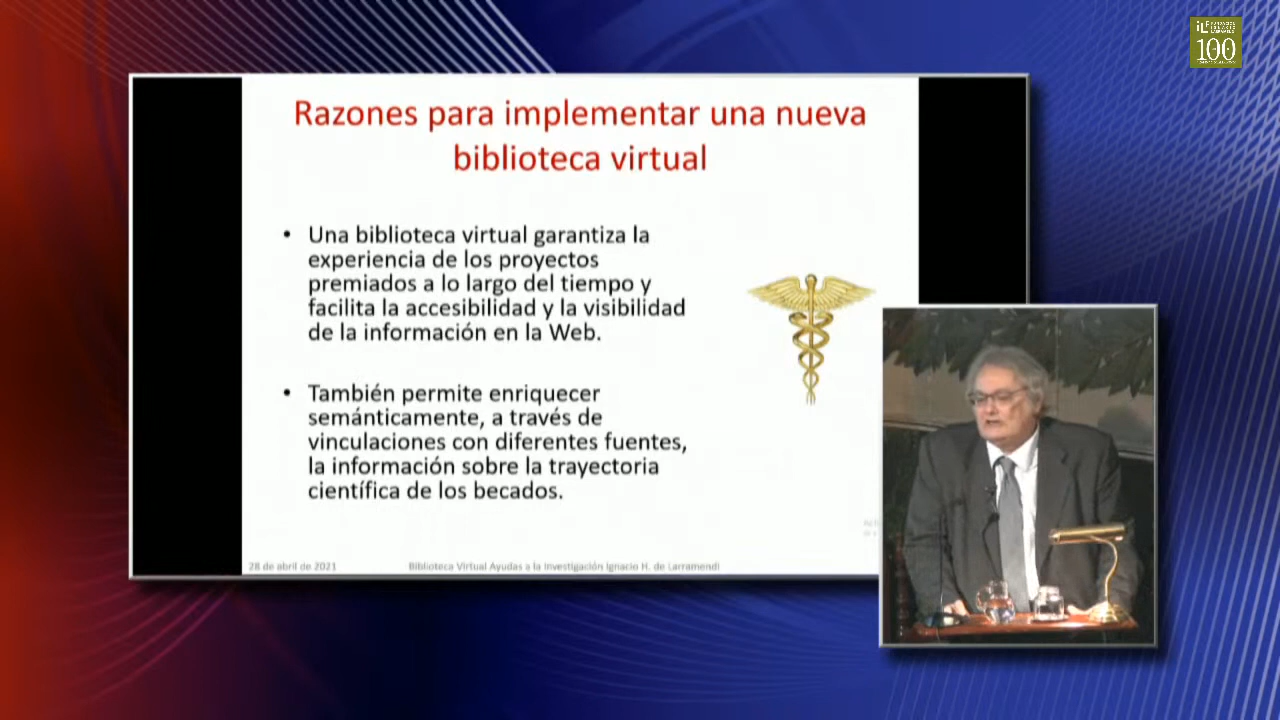 100
Razones para implementar una nueva
biblioteca virtual
• Una biblioteca virtual garantiza la
experiencia de los proyectos
premiados a lo largo del tiempo y
facilita la accesibilidad y la visibilidad
de la información en la Web.
• También permite enriquecer
semánticamente, a través de
vinculaciones con diferentes fuentes,
la información sobre la trayectoria
científica de los becados.
28 de abril de 2021
Biblioteca Virtual Ayudas a la Investigación Ignacio H. de Larramendi